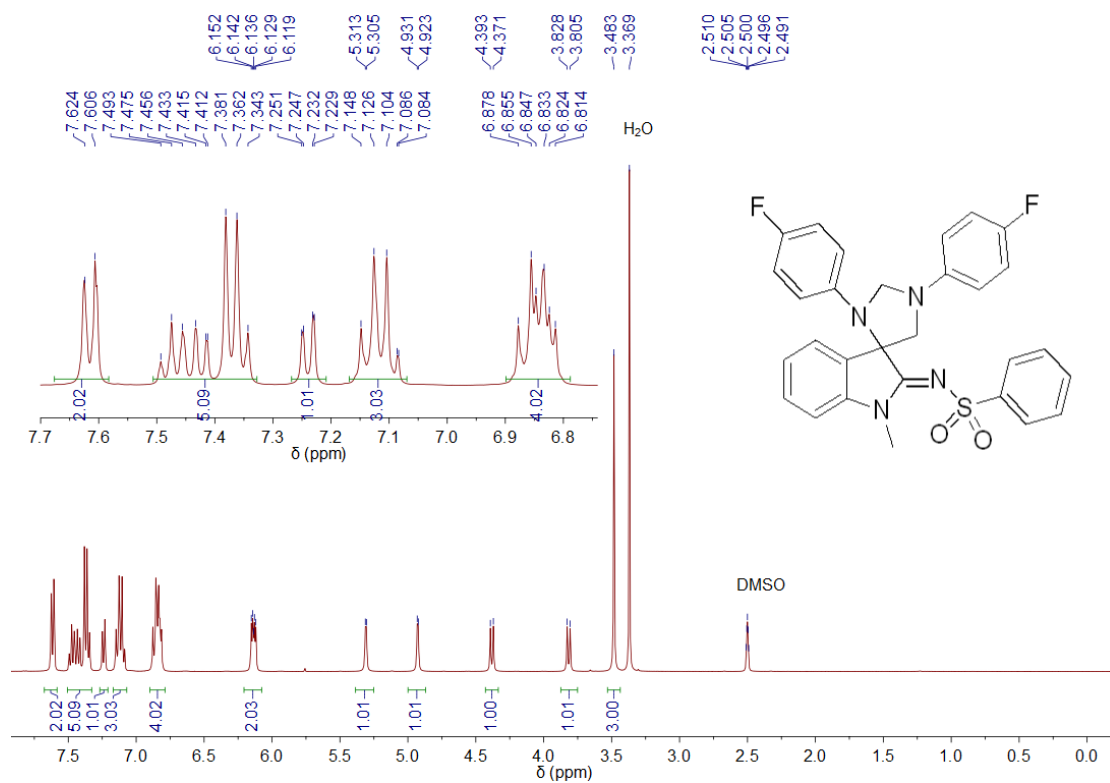 6.152 6.142 6.136 6.129 6.119 5.313 5.305 4.931 4.923 4.393 4.371 3.828 3.805 3.483 3.369 2.510 2.505 2.500 2.496 2.491
7.624 7.606 7.493 7.475 7.456 7.433 7.415 7.412 7.381 7.362 7.343 7.251 7.247 7.232 7.229 7.148 7.126 7.104 7.086 7.084 6.878 6.855 6.847 6.833 6.824 6.814
H₂O
F F
N N
N N S
O O
2.02 5.09 1.01 3.03 4.02
7.7 7.6 7.5 7.4 7.3 7.2 7.1 7.0 6.9 6.8
δ (ppm)
DMSO
2.02 5.09 1.01 3.03 4.02 2.03 1.01 1.01 1.00 1.01 3.00
7.5 7.0 6.5 6.0 5.5 5.0 4.5 4.0 3.5 3.0 2.5 2.0 1.5 1.0 0.5 0.0
δ (ppm)